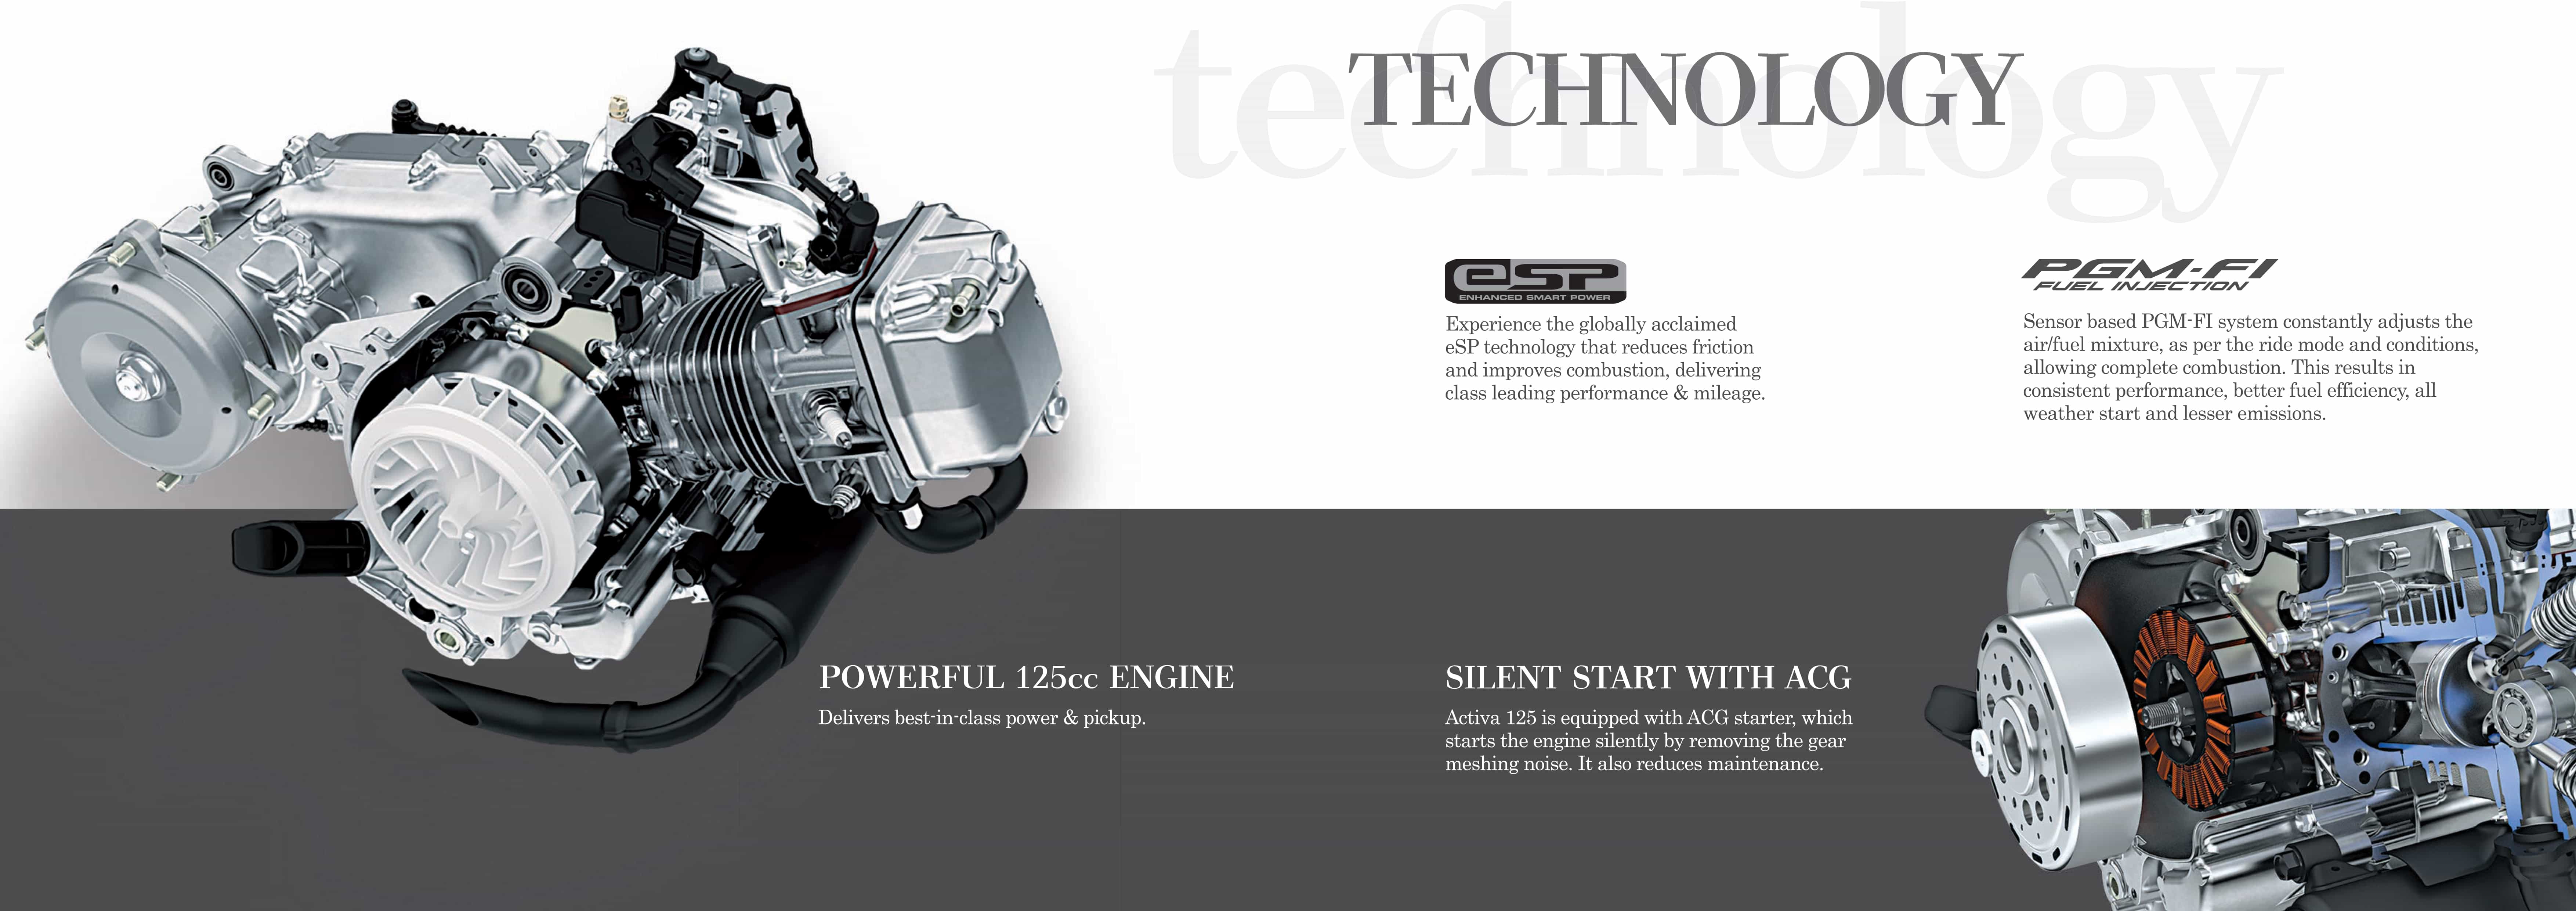 technology
TECHNOLOGY
eSP
ENHANCED SMART POWER
Experience the globally acclaimed
eSP technology that reduces friction
and improves combustion, delivering
class leading performance & mileage.
PGM-FI
FUEL INJECTION
Sensor based PGM-FI system constantly adjusts the
air/fuel mixture, as per the ride mode and conditions,
allowing complete combustion. This results in
consistent performance, better fuel efficiency, all
weather start and lesser emissions.
POWERFUL 125cc ENGINE
Delivers best-in-class power & pickup.
SILENT START WITH ACG
Activa 125 is equipped with ACG starter, which
starts the engine silently by removing the gear
meshing noise. It also reduces maintenance.